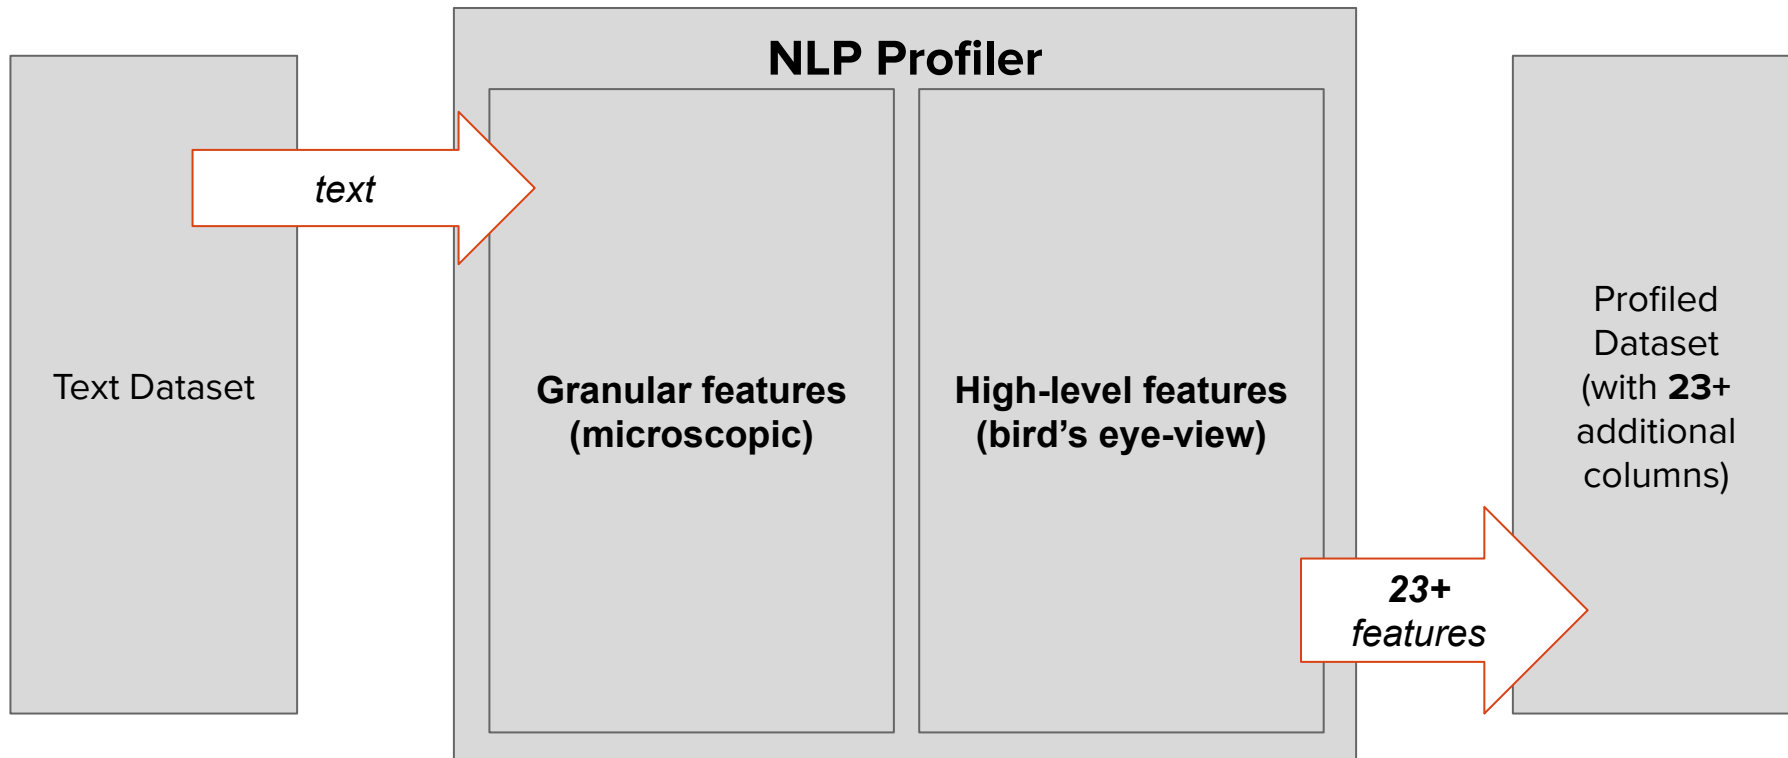 NLP Profiler
text
Text Dataset
Granular features
(microscopic)
High-level features
(bird’s eye-view)
23+
features
Profiled
Dataset
(with 23+
additional
columns)